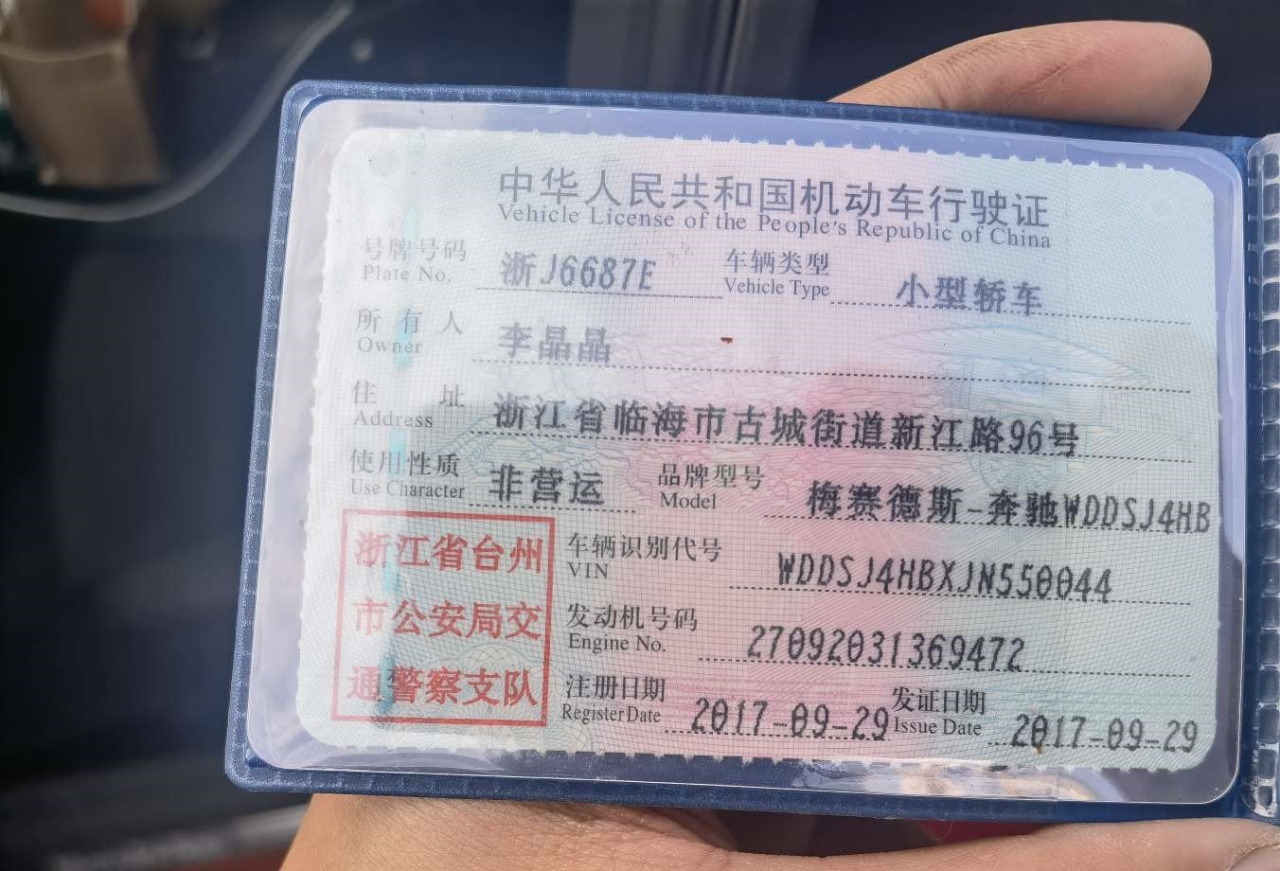 中华人民共和国机动车行驶证
Vehicle License of the People's Republic of China
号牌号码 浙J6687E 车辆类型 小型轿车
Plate No. Vehicle Type
所有人 李晶晶
Owner
住址 浙江省临海市古城街道新江路96号
Address
使用性质 非营运 品牌型号 梅赛德斯-奔驰WDDSJ4HB
Use Character Model
浙江省台州
市公安局交
通警察支队
车辆识别代号 WDDSJ4HBXJN550044
VIN
发动机号码 27092031369472
Engine No.
注册日期 2017-09-29 发证日期 2017-09-29
Register Date Issue Date